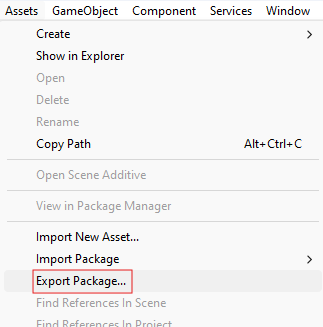 Assets GameObject Component Services Window
Create
Show in Explorer
Open
Delete
Rename
Copy Path Alt+Ctrl+C
Open Scene Additive
View in Package Manager
Import New Asset...
Import Package
Export Package...
Find References In Scene
Find References In Project